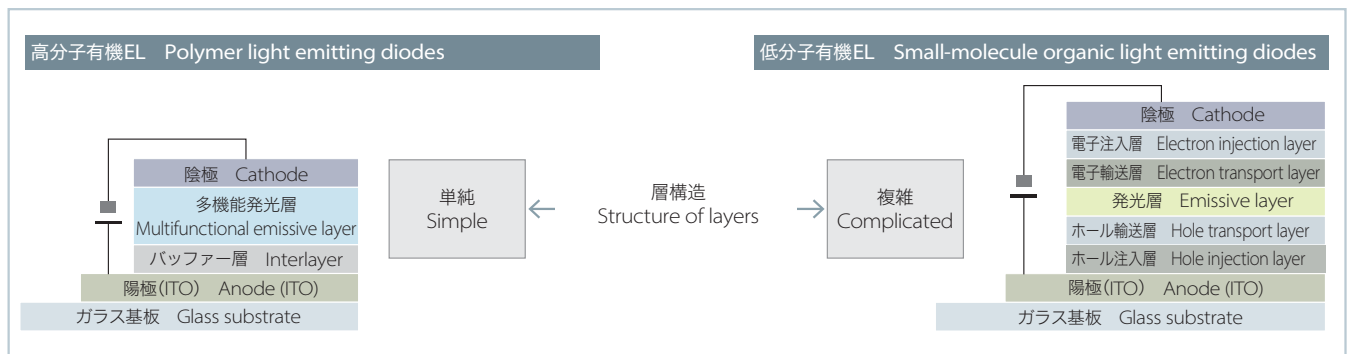 高分子有機EL Polymer light emitting diodes
陰極 Cathode
多機能発光層
Multifunctional emissive layer
バッファー層 Interlayer
陽極(ITO) Anode (ITO)
ガラス基板 Glass substrate
単純
Simple
層構造
Structure of layers
複雑
Complicated
低分子有機EL Small-molecule organic light emitting diodes
陰極 Cathode
電子注入層 Electron injection layer
電子輸送層 Electron transport layer
発光層 Emissive layer
ホール輸送層 Hole transport layer
ホール注入層 Hole injection layer
陽極(ITO) Anode (ITO)
ガラス基板 Glass substrate